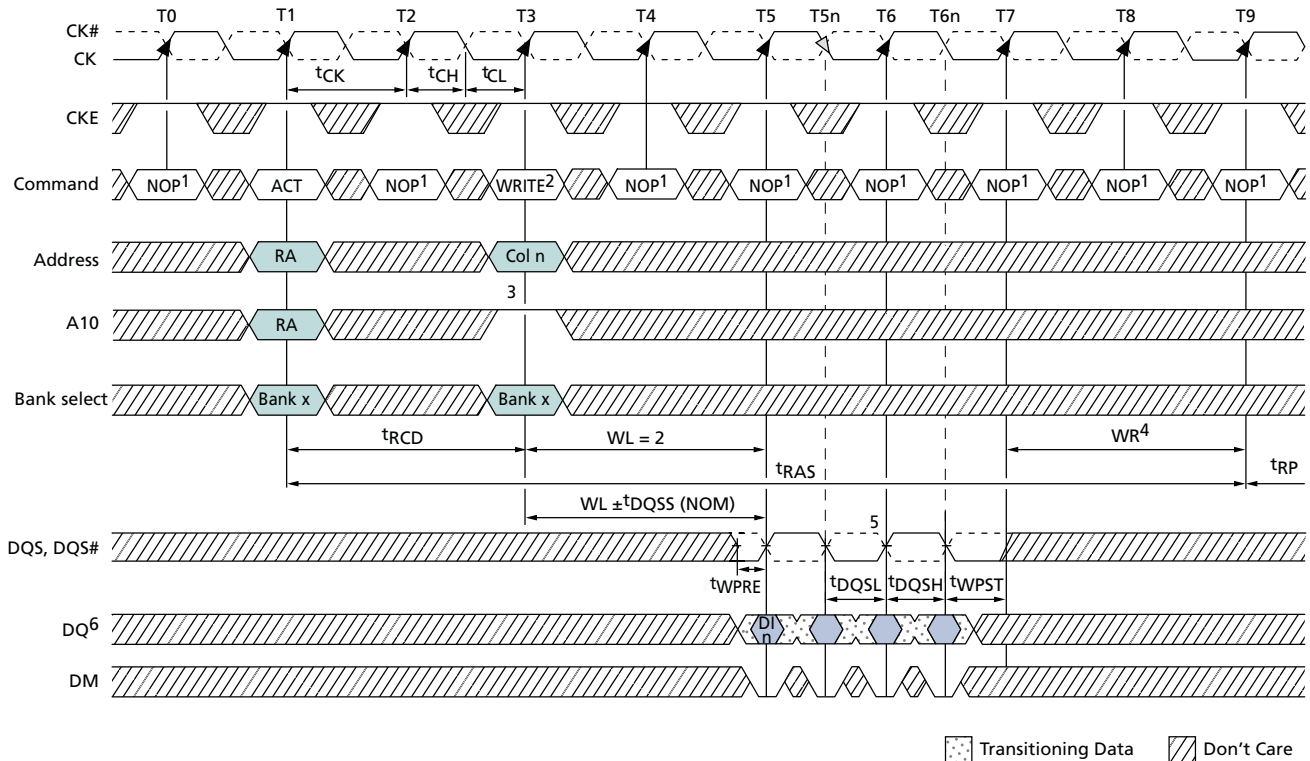 T0 T1 T2 T3 T4 T5 T5n T6 T6n T7 T8 T9
CK#
CK
tCK tCH tCL
CKE
Command NOP1 ACT NOP1 WRITE2 NOP1 NOP1 NOP1 NOP1 NOP1 NOP1
Address RA Col n
3
A10 RA
Bank select Bank x Bank x
tRCD WL = 2 WR4
tRAS tRP
WL ±tDQSS (NOM)
5
DQS, DQS#
tWPRE tDQSL tDQSH tWPST
DQ6 DI
n
DM
Transitioning Data Don't Care